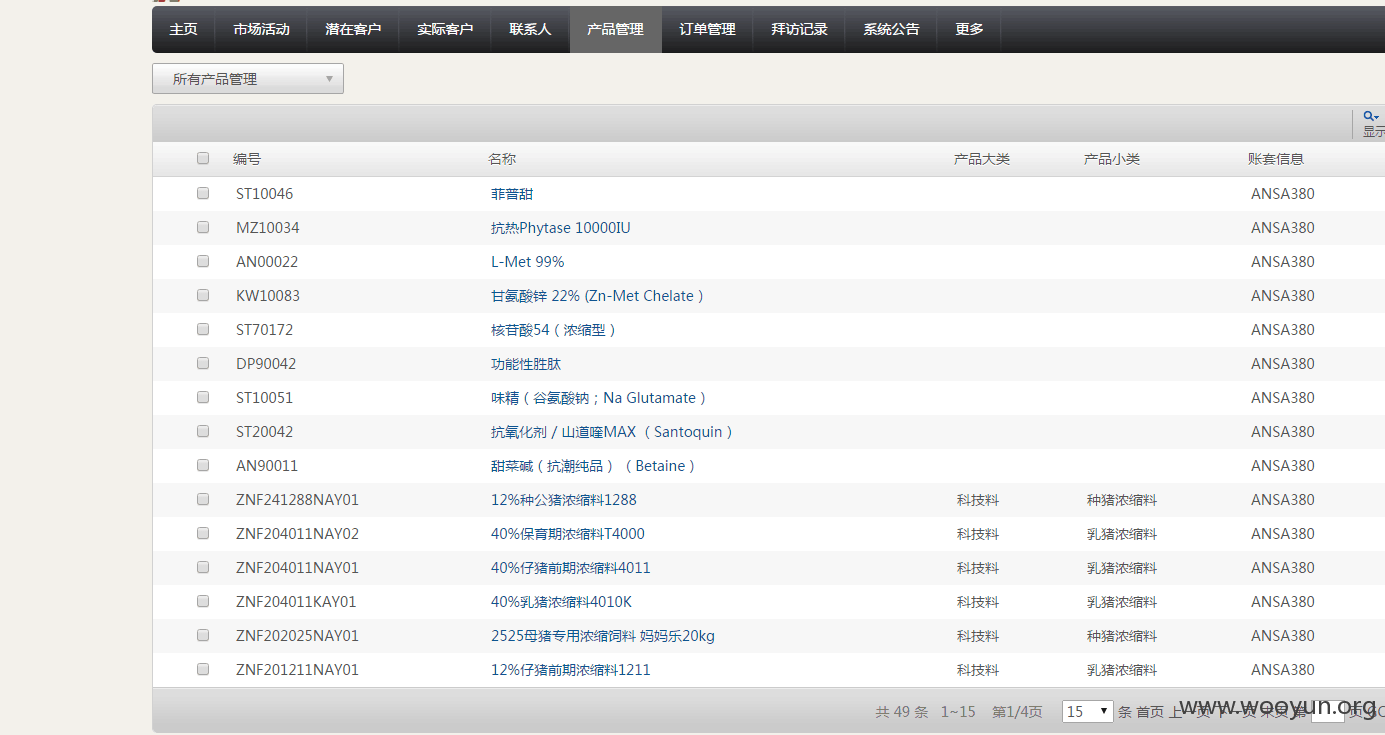 主页 市场活动 潜在客户 实际客户 联系人 产品管理 订单管理 拜访记录 系统公告 更多
所有产品管理
显示
编号 名称 产品大类 产品小类 账套信息
ST10046 菲普甜 ANSA380
MZ10034 抗热Phytase 10000IU ANSA380
AN00022 L-Met 99% ANSA380
KW10083 甘氨酸锌 22% (Zn-Met Chelate ) ANSA380
ST70172 核苷酸54 ( 浓缩型 ) ANSA380
DP90042 功能性胜肽 ANSA380
ST10051 味精 ( 谷氨酸钠 ; Na Glutamate ) ANSA380
ST20042 抗氧化剂 / 山道喹MAX ( Santoquin ) ANSA380
AN90011 甜菜碱 ( 抗潮纯品 ) ( Betaine ) ANSA380
ZNF241288NAY01 12%种公猪浓缩料1288 科技料 种猪浓缩料 ANSA380
ZNF204011NAY02 40%保育期浓缩料T4000 科技料 乳猪浓缩料 ANSA380
ZNF204011NAY01 40%仔猪前期浓缩料4011 科技料 乳猪浓缩料 ANSA380
ZNF204011KAY01 40%乳猪浓缩料4010K 科技料 乳猪浓缩料 ANSA380
ZNF202025NAY01 2525母猪专用浓缩饲料 妈妈乐20kg 科技料 种猪浓缩料 ANSA380
ZNF201211NAY01 12%仔猪前期浓缩料1211 科技料 乳猪浓缩料 ANSA380
共 49 条 1~15 第1/4页 15 条 首页 上一页 下一页 末页 第 页 GO
www.wooyun.org